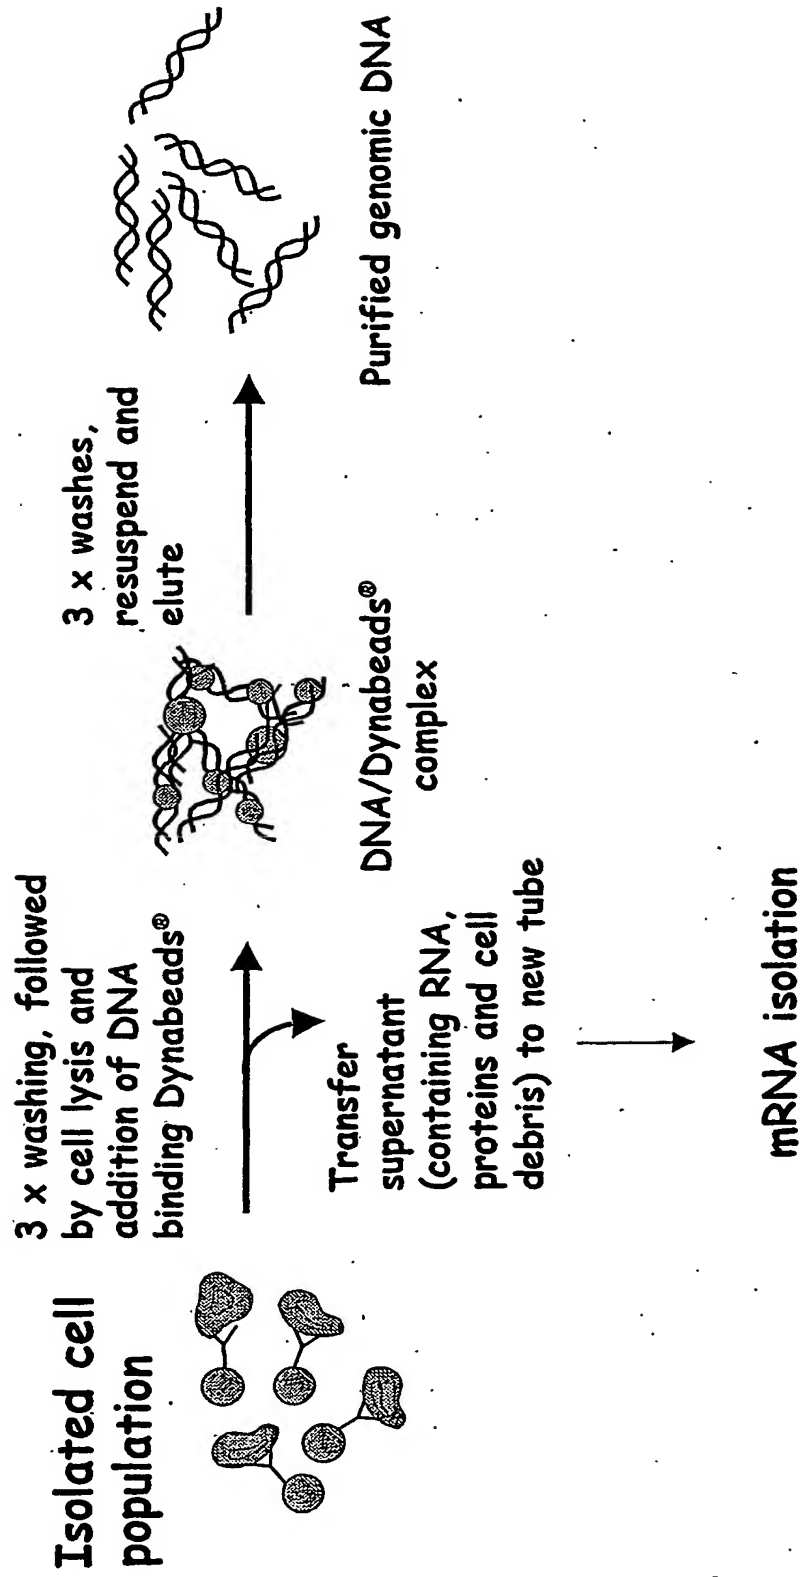 Isolated cell
population
3 x washing, followed
by cell lysis and
addition of DNA
binding Dynabeads®
Transfer
supernatant
(containing RNA,
proteins and cell
debris) to new tube
mRNA isolation
DNA/Dynabeads®
complex
3 x washes,
resuspend and
elute
Purified genomic DNA